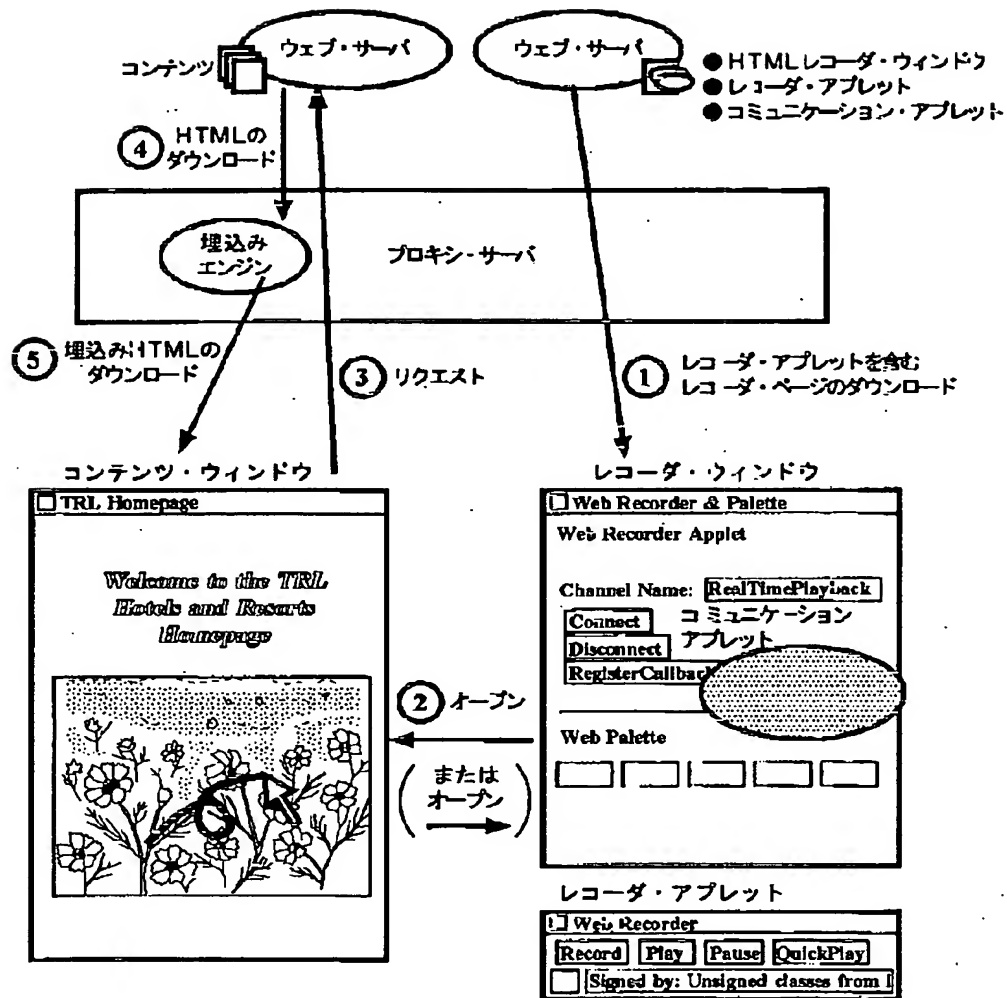 ウェブ・サーバ
コンテンツ
ウェブ・サーバ
●HTMLレコーダ・ウィンドウ
●レコーダ・アプレット
●コミュニケーション・アプレット
④ HTMLの
ダウンロード
埋込み
エンジン
プロキシ・サーバ
⑤ 埋込みHTMLの
ダウンロード
③ リクエスト
① レコーダ・アプレットを含む
レコーダ・ページのダウンロード
コンテンツ・ウィンドウ
TRL Homepage
Welcome to the TRL
Hotels and Resorts
Homepage
② オープン
(または
オープン)
レコーダ・ウィンドウ
Web Recorder & Palette
Web Recorder Applet
Channel Name: RealTimePlayback
Connect
コミュニケーション
アプレット
Disconnect
RegisterCallback
Web Palette
レコーダ・アプレット
Web Recorder
Record Play Pause QuickPlay
Signed by: Unsigned classes from l